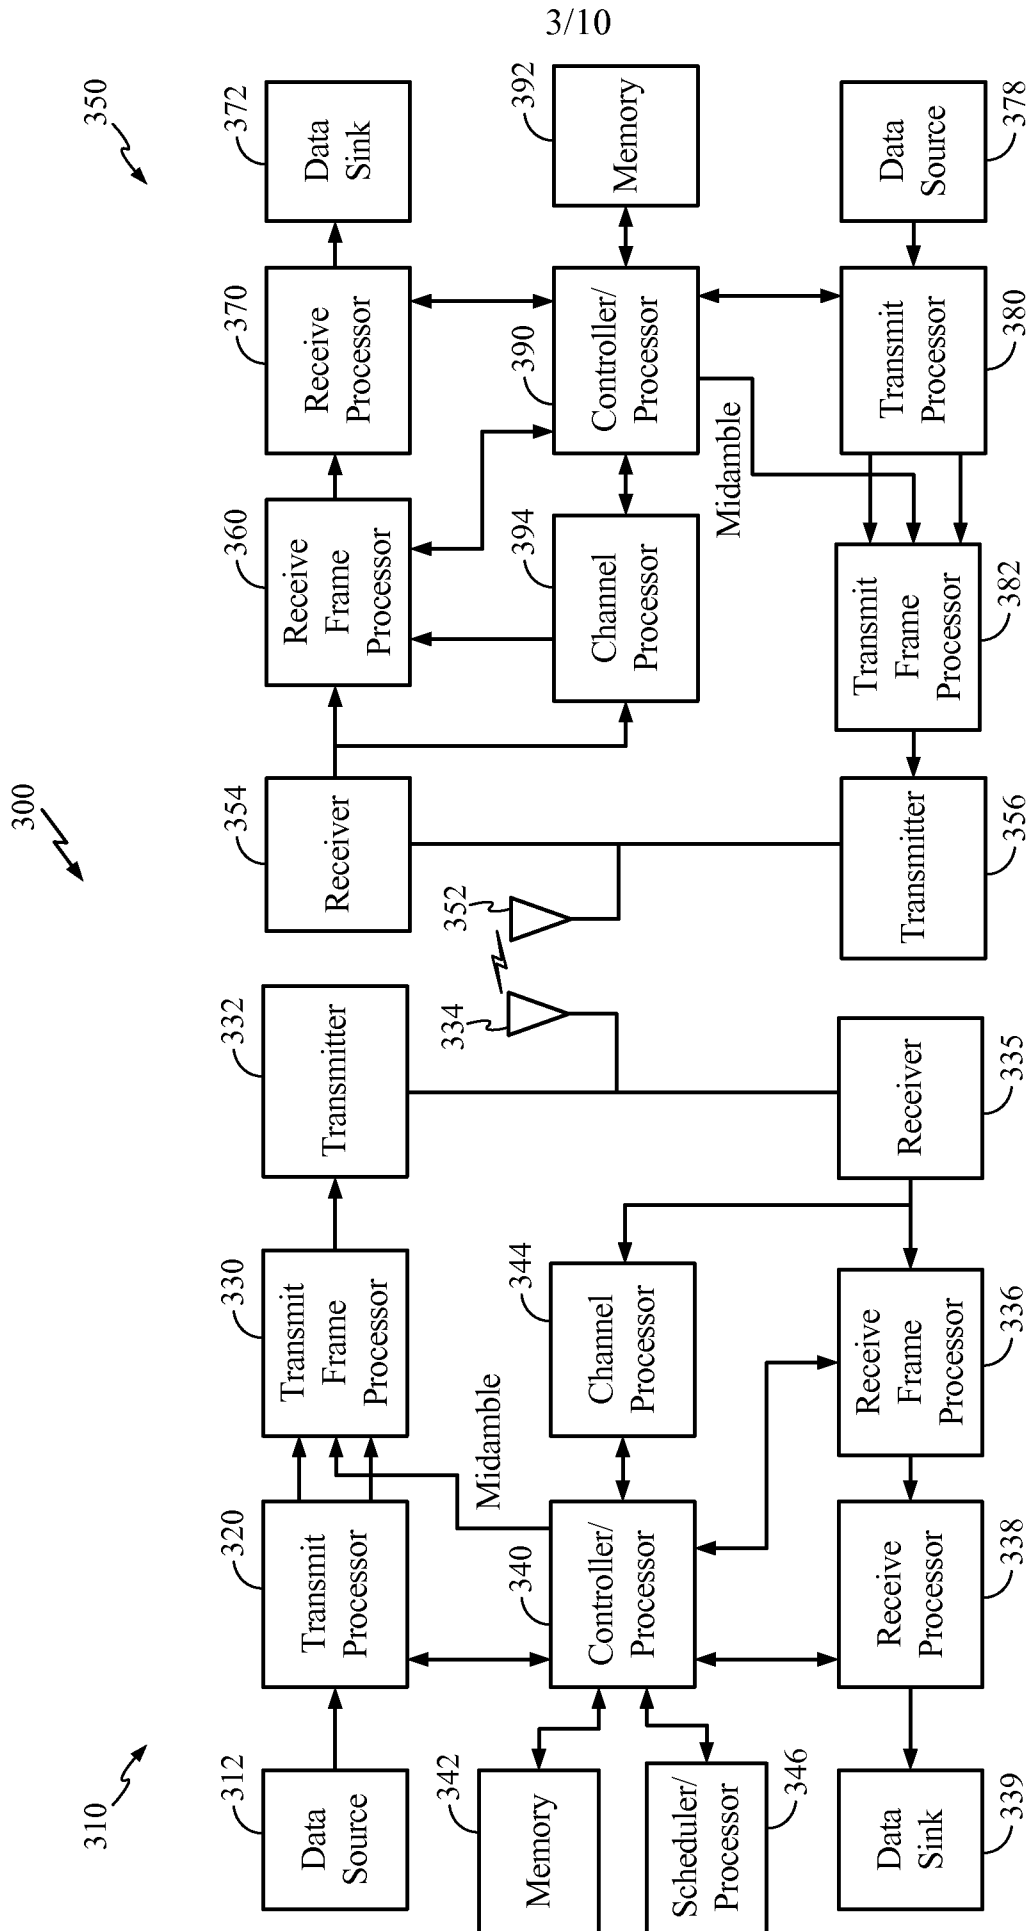 3/10
300
310
350
312
Data
Source
320
Transmit
Processor
330
Transmit
Frame
Processor
332
Transmitter
354
Receiver
360
Receive
Frame
Processor
370
Receive
Processor
372
Data
Sink
Midamble
334
352
342
Memory
346
Scheduler/
Processor
340
Controller/
Processor
344
Channel
Processor
394
Channel
Processor
390
Controller/
Processor
392
Memory
Midamble
Data
Sink
339
Receive
Processor
338
Receive
Frame
Processor
336
Receiver
335
Transmitter
356
Transmit
Frame
Processor
382
Transmit
Processor
380
Data
Source
378